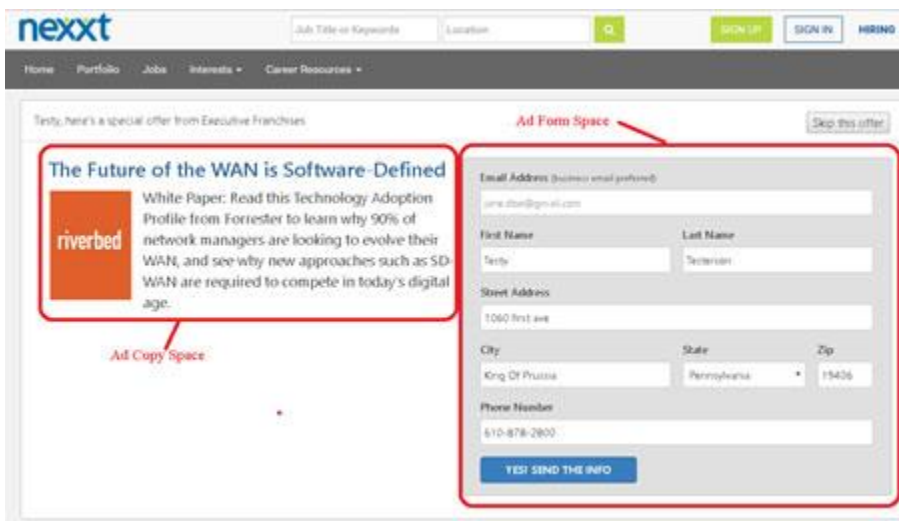 nexxt
Job Title or Keywords
Location
SIGN UP
SIGN IN
HIRING
Home Portfolio Jobs Interests Career Resources
Testy, here's a special offer from Executive Franchises
Ad Form Space
Skip this offer
The Future of the WAN is Software-Defined
riverbed
White Paper: Read this Technology Adoption
Profile from Forrester to learn why 90% of
network managers are looking to evolve their
WAN, and see why new approaches such as SD-
WAN are required to compete in today's digital
age.
Ad Copy Space
Email Address (business email preferred)
First Name Last Name
Testy
Street Address
1060 first ave
City State Zip
King Of Prussia Pennsylvania 19406
Phone Number
610-878-2800
YES! SEND THE INFO